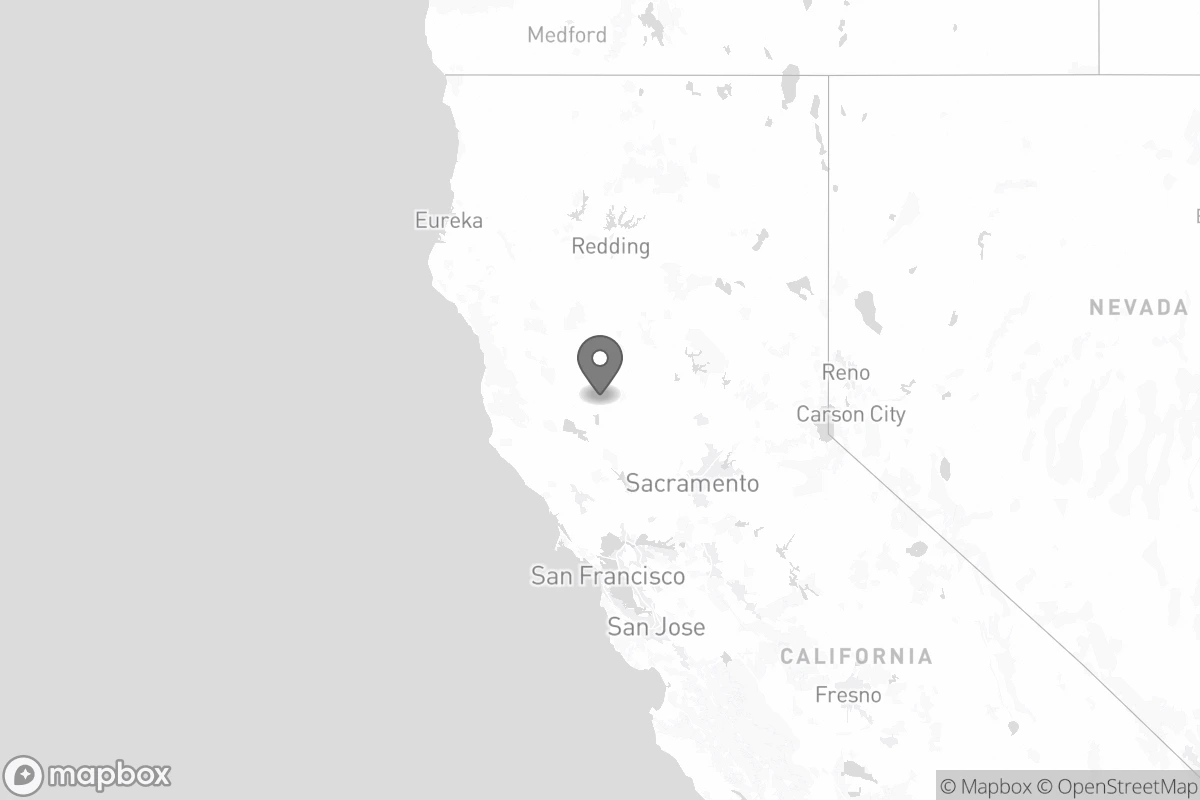 Medford
Eureka
Redding
NEVADA
Reno
Carson City
Sacramento
San Francisco
San Jose
CALIFORNIA
Fresno
mapbox
© Mapbox © OpenStreetMap